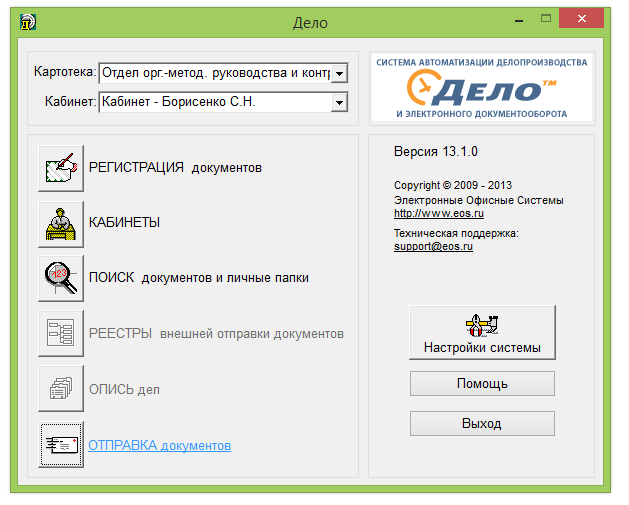 Дело
Картотека:
Отдел орг.-метод. руководства и контр
Кабинет:
Кабинет - Борисенко С.Н.
СИСТЕМА АВТОМАТИЗАЦИИ ДЕЛОПРОИЗВОДСТВА
Дело™
И ЭЛЕКТРОННОГО ДОКУМЕНТООБОРОТА
РЕГИСТРАЦИЯ документов
КАБИНЕТЫ
123
ПОИСК документов и личные папки
РЕЕСТРЫ внешней отправки документов
ОПИСЬ дел
ОТПРАВКА документов
Версия 13.1.0
Copyright © 2009 - 2013
Электронные Офисные Системы
http://www.eos.ru
Техническая поддержка:
support@eos.ru
Настройки системы
Помощь
Выход